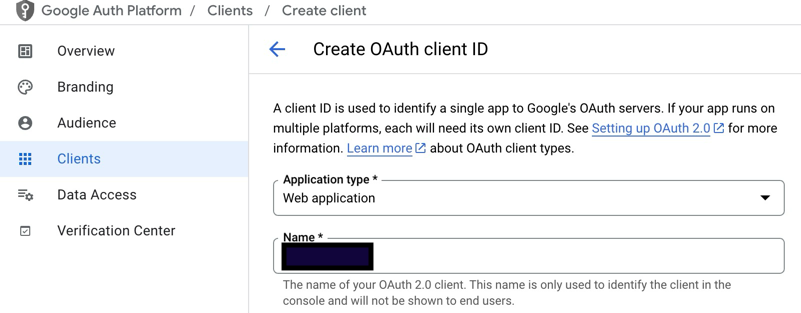 Google Auth Platform / Clients / Create client
Overview
Branding
Audience
Clients
Data Access
Verification Center
Create OAuth client ID
A client ID is used to identify a single app to Google's OAuth servers. If your app runs on
multiple platforms, each will need its own client ID. See Setting up OAuth 2.0 for more
information. Learn more about OAuth client types.
Application type *
Web application
Name *
The name of your OAuth 2.0 client. This name is only used to identify the client in the
console and will not be shown to end users.